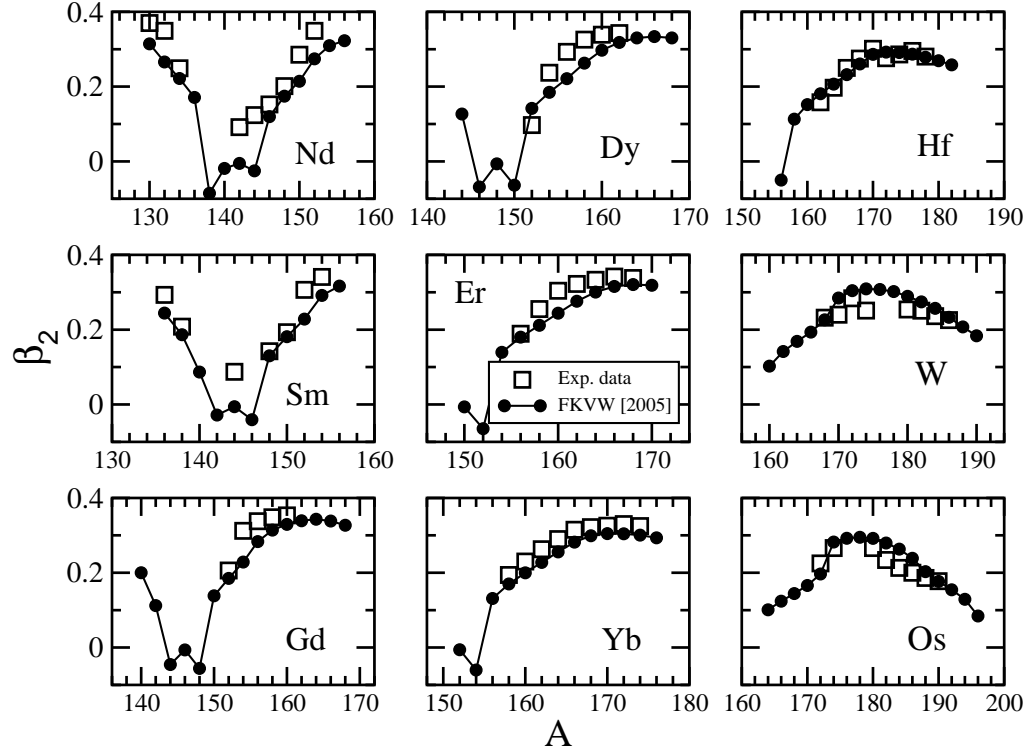 0.4
0.2
0
Nd
130 140 150 160
Dy
140 150 160 170
Hf
150 160 170 180 190
0.4
0.2
0
β2
Sm
130 140 150 160
Er
Exp. data
FKVW [2005]
150 160 170
W
160 170 180 190
0.4
0.2
0
Gd
140 150 160 170
Yb
150 160 170 180
Os
160 170 180 190 200
A